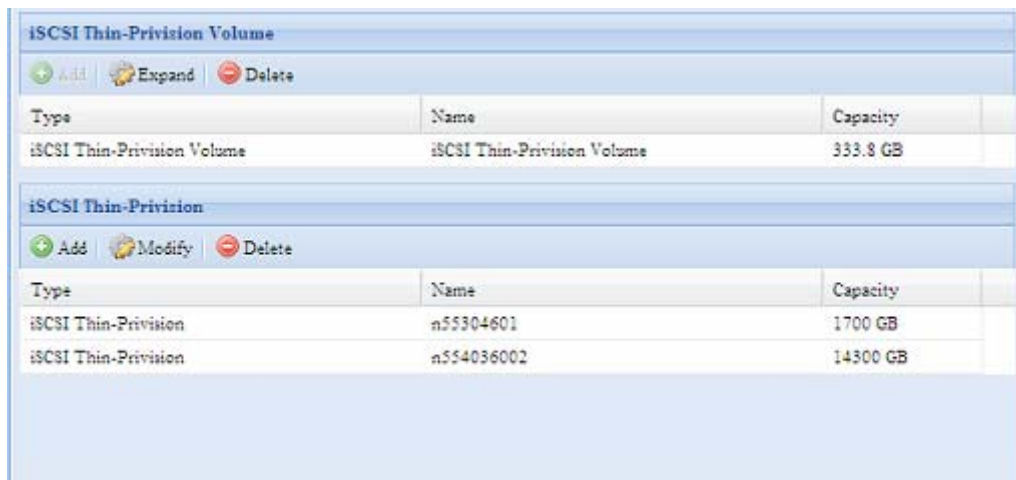 iSCSI Thin-Privision Volume
Add Expand Delete
Type Name Capacity
iSCSI Thin-Privision Volume iSCSI Thin-Privision Volume 333.8 GB
iSCSI Thin-Privision
Add Modify Delete
Type Name Capacity
iSCSI Thin-Privision n55304601 1700 GB
iSCSI Thin-Privision n554036002 14300 GB